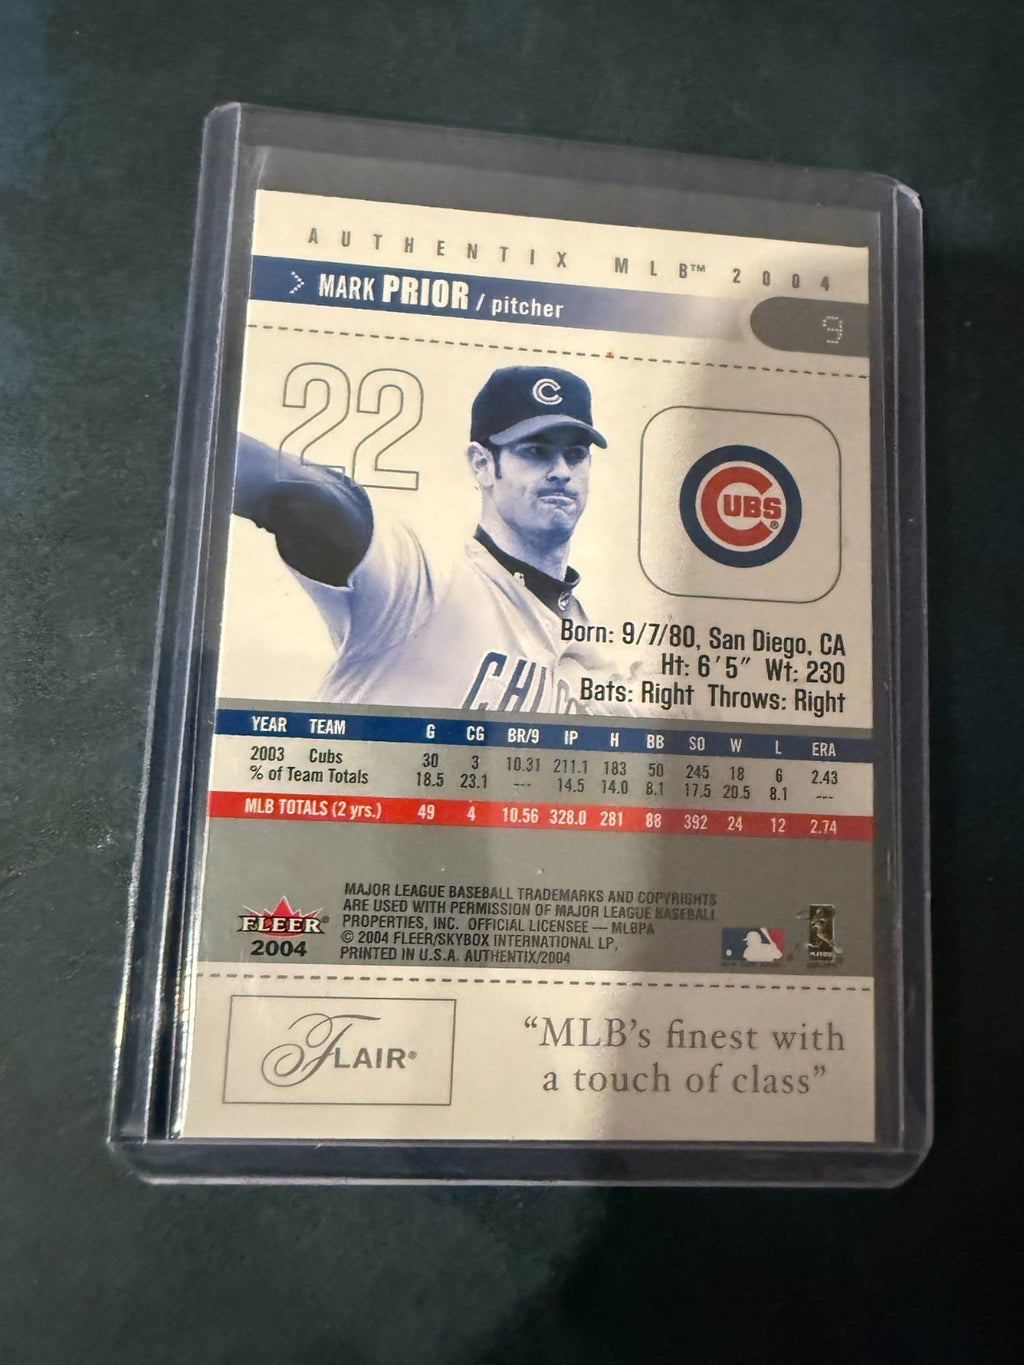 AUTHENTIX MLB™ 2004
MARK PRIOR / pitcher
9
22
C
CUBS®
CHIC
Born: 9/7/80, San Diego, CA
Ht: 6'5" Wt: 230
Bats: Right Throws: Right
YEAR TEAM G CG BR/9 IP H BB SO W L ERA
2003 Cubs 30 3 10.31 211.1 183 50 245 18 6 2.43
% of Team Totals 18.5 23.1 --- 14.5 14.0 8.1 17.5 20.5 8.1 ---
MLB TOTALS (2 yrs.) 49 4 10.56 328.0 281 88 392 24 12 2.74
FLEER®
2004
MAJOR LEAGUE BASEBALL TRADEMARKS AND COPYRIGHTS
ARE USED WITH PERMISSION OF MAJOR LEAGUE BASEBALL
PROPERTIES, INC. OFFICIAL LICENSEE — MLBPA
© 2004 FLEER/SKYBOX INTERNATIONAL LP,
PRINTED IN U.S.A. AUTHENTIX/2004
PLAYERS
FLAIR®
“MLB's finest with
a touch of class”